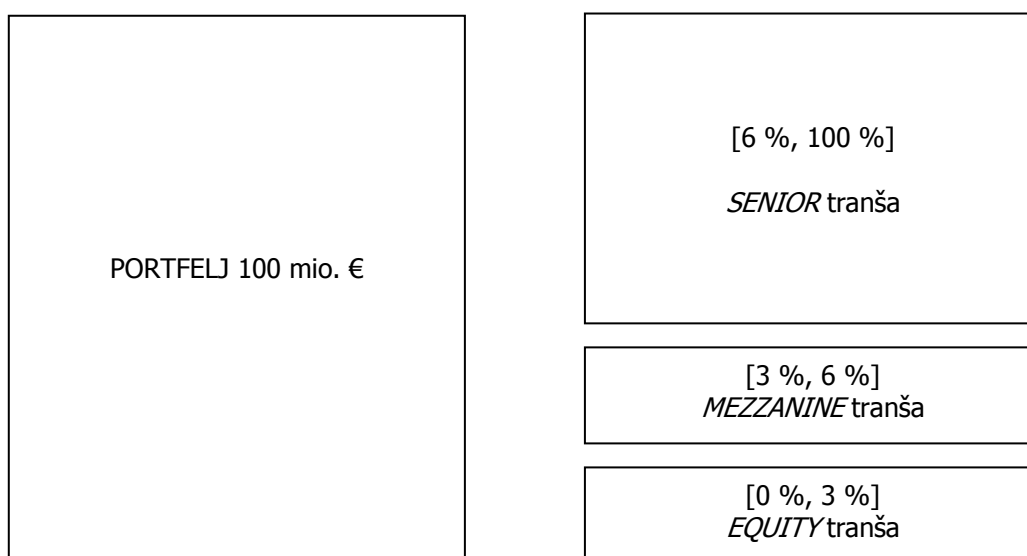 PORTFELJ 100 mio. €
[6 %, 100 %]
SENIOR tranša
[3 %, 6 %]
MEZZANINE tranša
[0 %, 3 %]
EQUITY tranša